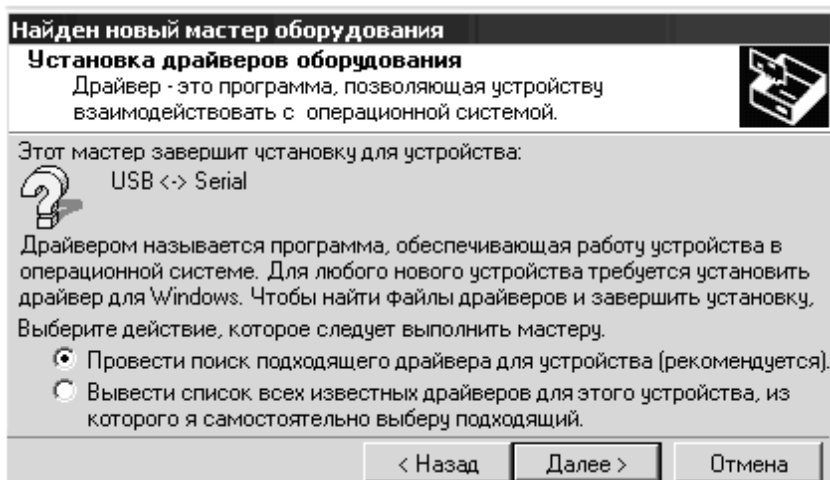 Найден новый мастер оборудования
Установка драйверов оборудования
Драйвер - это программа, позволяющая устройству
взаимодействовать с операционной системой.
Этот мастер завершит установку для устройства:
USB <-> Serial
Драйвером называется программа, обеспечивающая работу устройства в
операционной системе. Для любого нового устройства требуется установить
драйвер для Windows. Чтобы найти файлы драйверов и завершить установку,
Выберите действие, которое следует выполнить мастеру.
Провести поиск подходящего драйвера для устройства (рекомендуется).
Вывести список всех известных драйверов для этого устройства, из
которого я самостоятельно выберу подходящий.
< Назад Далее > Отмена